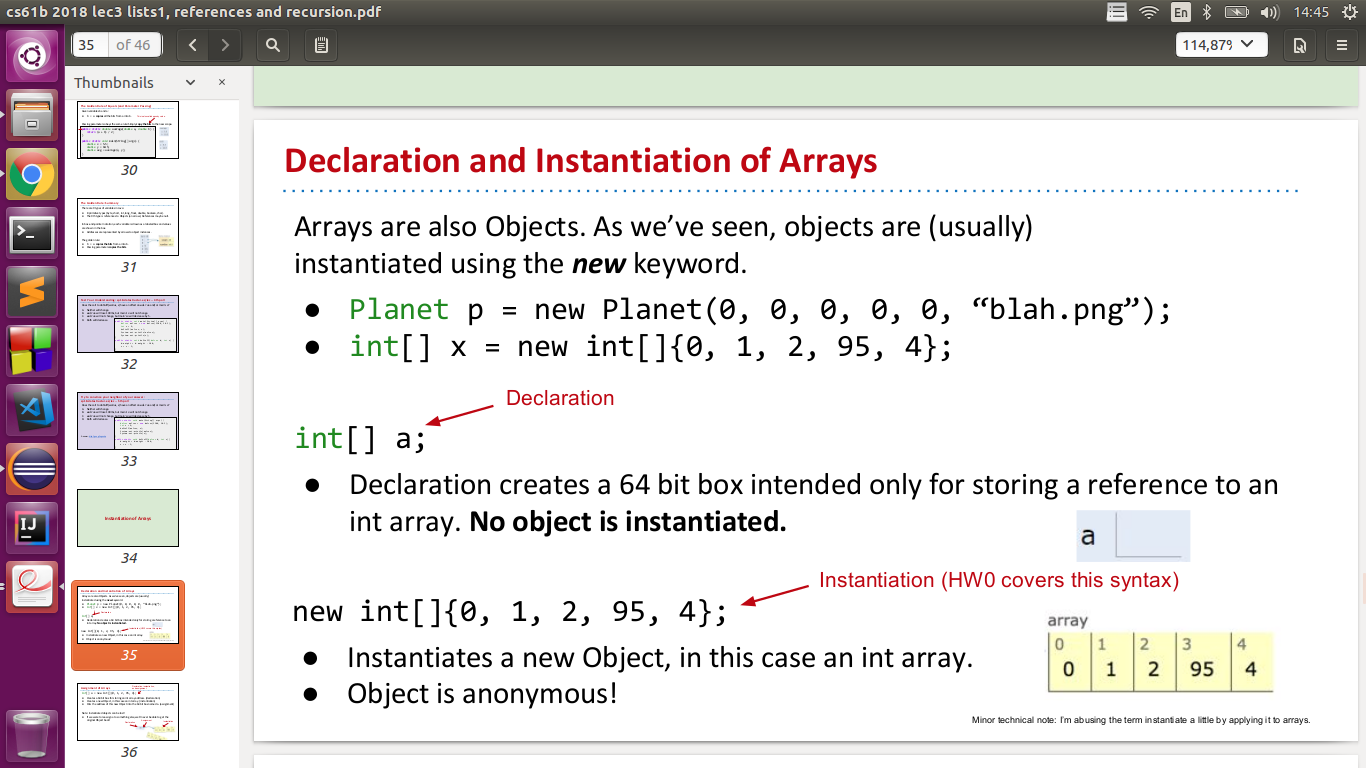 cs61b 2018 lec3 lists1, references and recursion.pdf
En
14:45
35 of 46
114,87%
Thumbnails
30
31
32
33
Instantiation of Arrays
34
35
36
Declaration and Instantiation of Arrays
Arrays are also Objects. As we’ve seen, objects are (usually)
instantiated using the new keyword.
● Planet p = new Planet(0, 0, 0, 0, 0, “blah.png”);
● int[] x = new int[]{0, 1, 2, 95, 4};
Declaration
int[] a;
● Declaration creates a 64 bit box intended only for storing a reference to an
int array. No object is instantiated.
a
Instantiation (HW0 covers this syntax)
new int[]{0, 1, 2, 95, 4};
array
0 1 2 3 4
0 1 2 95 4
● Instantiates a new Object, in this case an int array.
● Object is anonymous!
Minor technical note: I'm abusing the term instantiate a little by applying it to arrays.